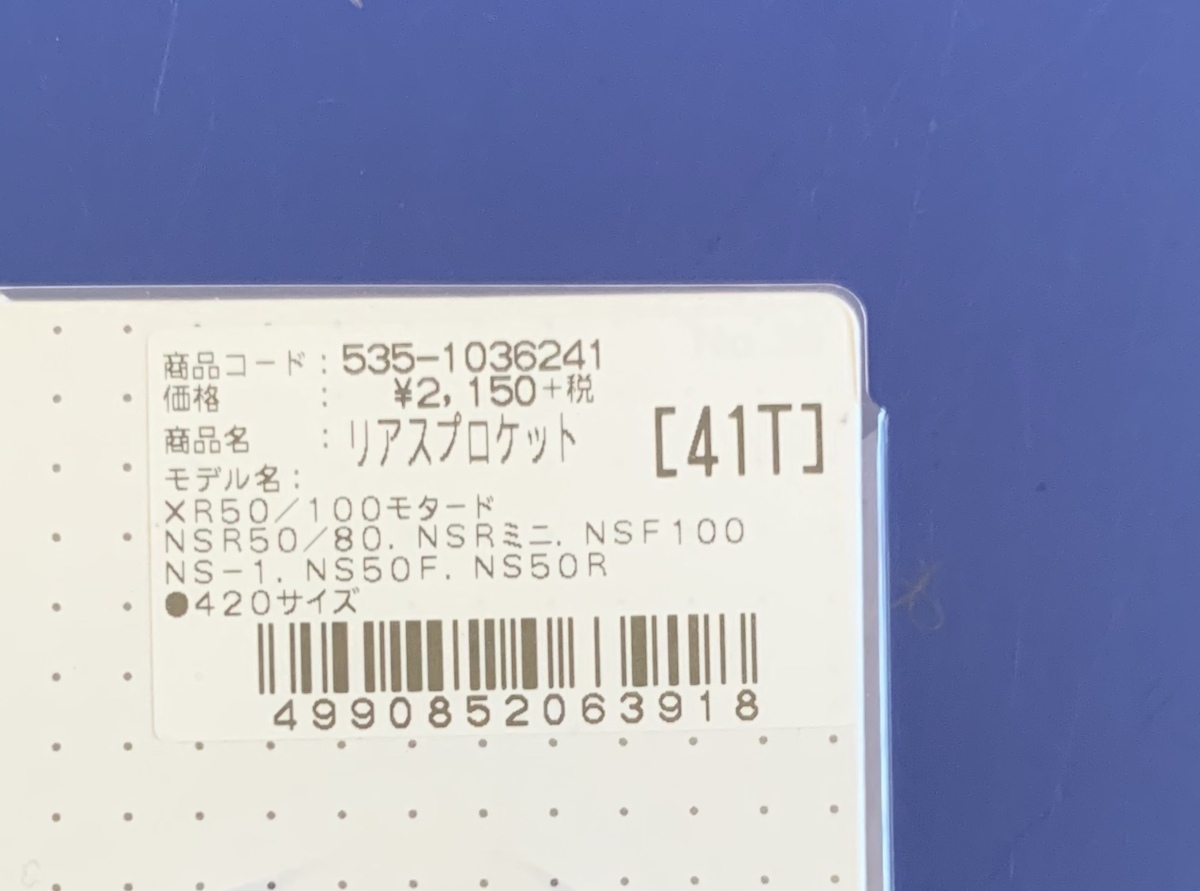 商品コード：535-1036241
価格　　　：　¥2,150+税
商品名　　：リアスプロケット　[41T]
モデル名：
XR50／100モタード
NSR50／80．NSRミニ．NSF100
NS−1．NS50F．NS50R
●420サイズ
4990852063918